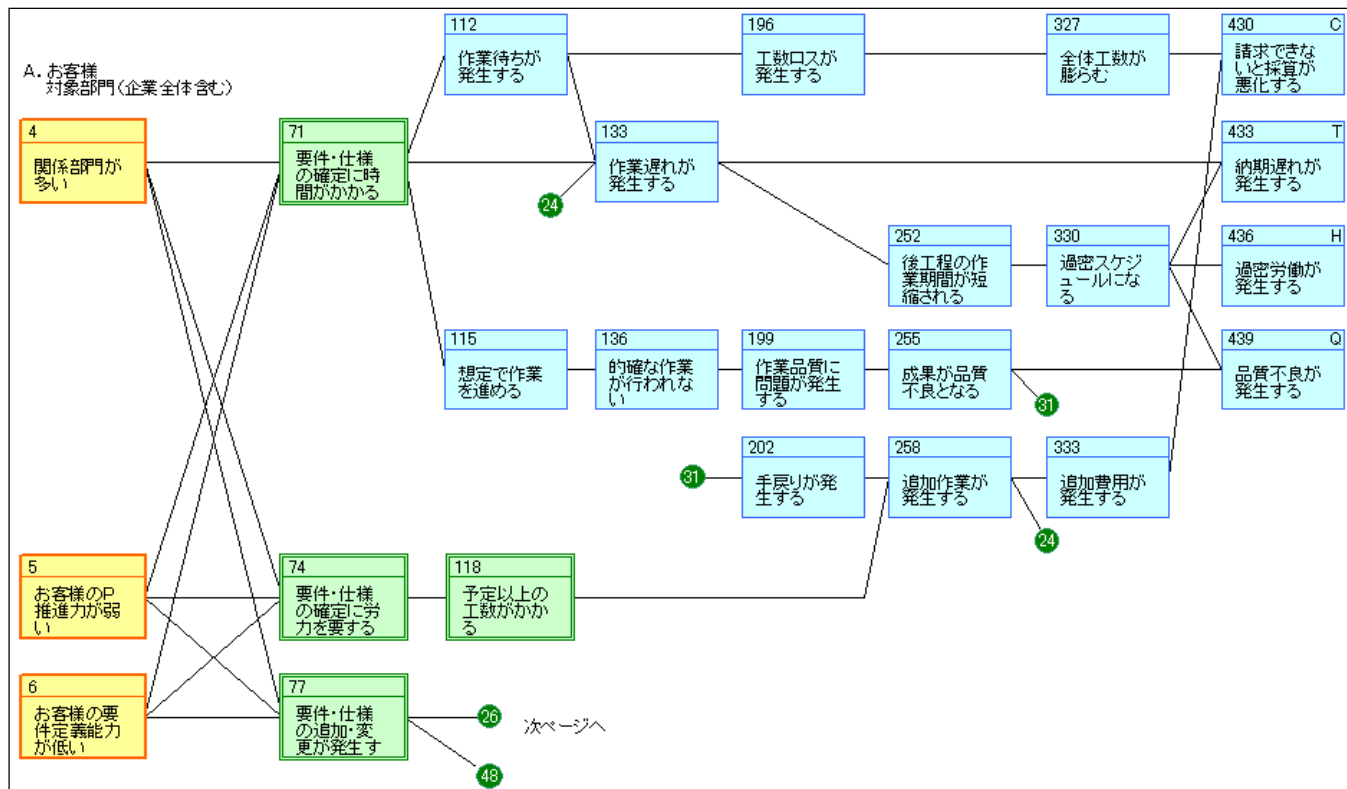 A. お客様
対象部門(企業全体含む)
112
作業待ちが
発生する
196
工数ロスが
発生する
327
全体工数が
膨らむ
430 C
請求できな
いと採算が
悪化する
4
関係部門が
多い
71
要件・仕様
の確定に時
間がかかる
133
作業遅れが
発生する
24
433 T
納期遅れが
発生する
252
後工程の作
業期間が短
縮される
330
過密スケジ
ュールにな
る
436 H
過密労働が
発生する
115
想定で作業
を進める
136
的確な作業
が行われな
い
199
作業品質に
問題が発生
する
255
成果が品質
不良となる
31
439 Q
品質不良が
発生する
31
202
手戻りが発
生する
258
追加作業が
発生する
333
追加費用が
発生する
24
5
お客様のP
推進力が弱
い
74
要件・仕様
の確定に労
力を要する
118
予定以上の
工数がかか
る
6
お客様の要
件定義能力
が低い
77
要件・仕様
の追加・変
更が発生す
26
次ページへ
48